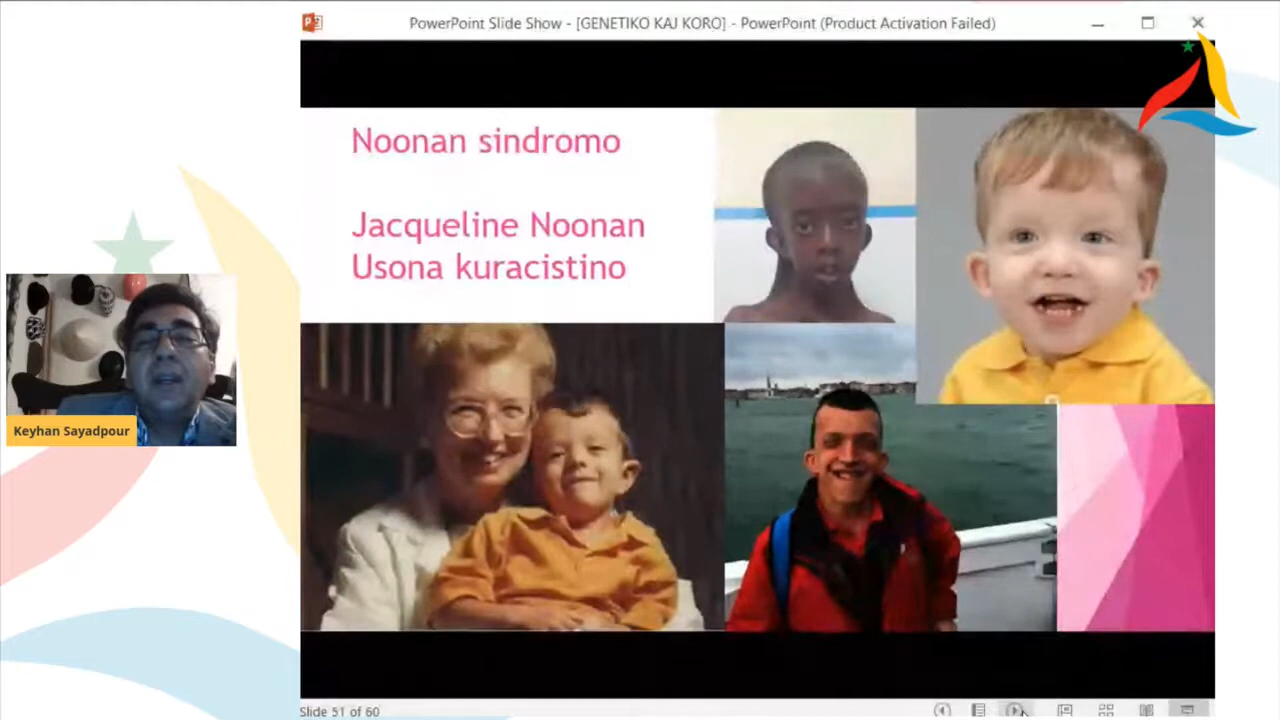 PowerPoint Slide Show - [GENETIKO KAJ KORO] - PowerPoint (Product Activation Failed)
Noonan sindromo
Jacqueline Noonan
Usona kuracistino
Keyhan Sayadpour
Slide 51 of 60